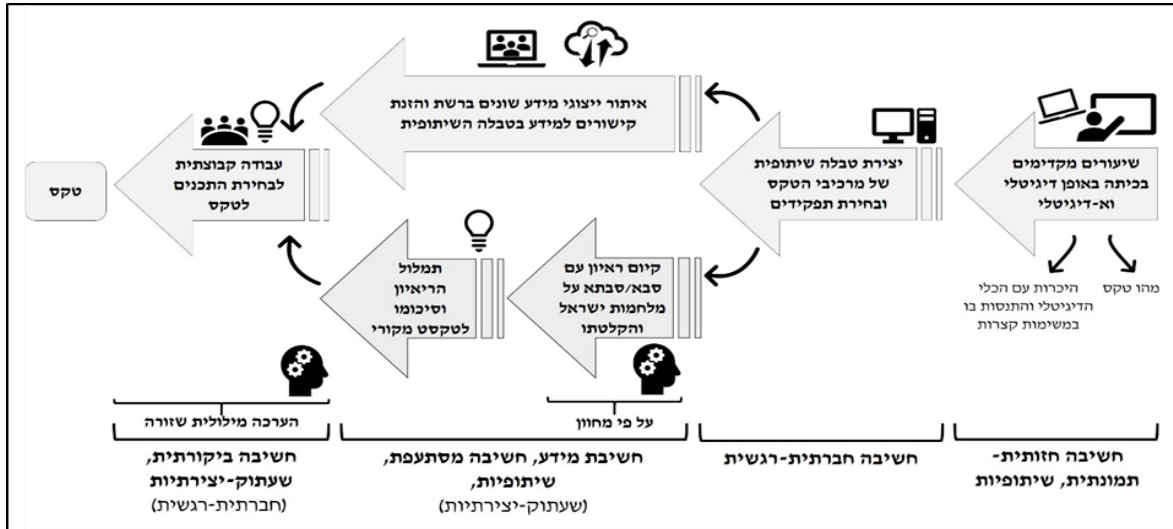 שיעורים מקדימים
בכיתה באופן דיגיטלי
וא-דיגיטלי
מהו טקס
היכרות עם הכלי
הדיגיטלי והתנסות בו
במשימות קצרות
יצירת טבלה שיתופית
של מרכיבי הטקס
ובחירת תפקידים
איתור ייצוגי מידע שונים ברשת והזנת
קישורים למידע בטבלה השיתופית
קיום ראיון עם
סבא/סבתא על
מלחמות ישראל
והקלטתו
תמלול
הריאיון
וסיכומו
לטקסט מקורי
עבודה קבוצתית
לבחירת התכנים
לטקס
טקס
על פי מחוון
הערכה מילולית שזורה
חשיבה חזותית-
תמונתית, שיתופיות
חשיבה חברתית-רגשית
חשיבת מידע, חשיבה מסתעפת,
שיתופיות,
(שעתוק-יצירתיות)
חשיבה ביקורתית,
שעתוק-יצירתיות
(חברתית-רגשית)